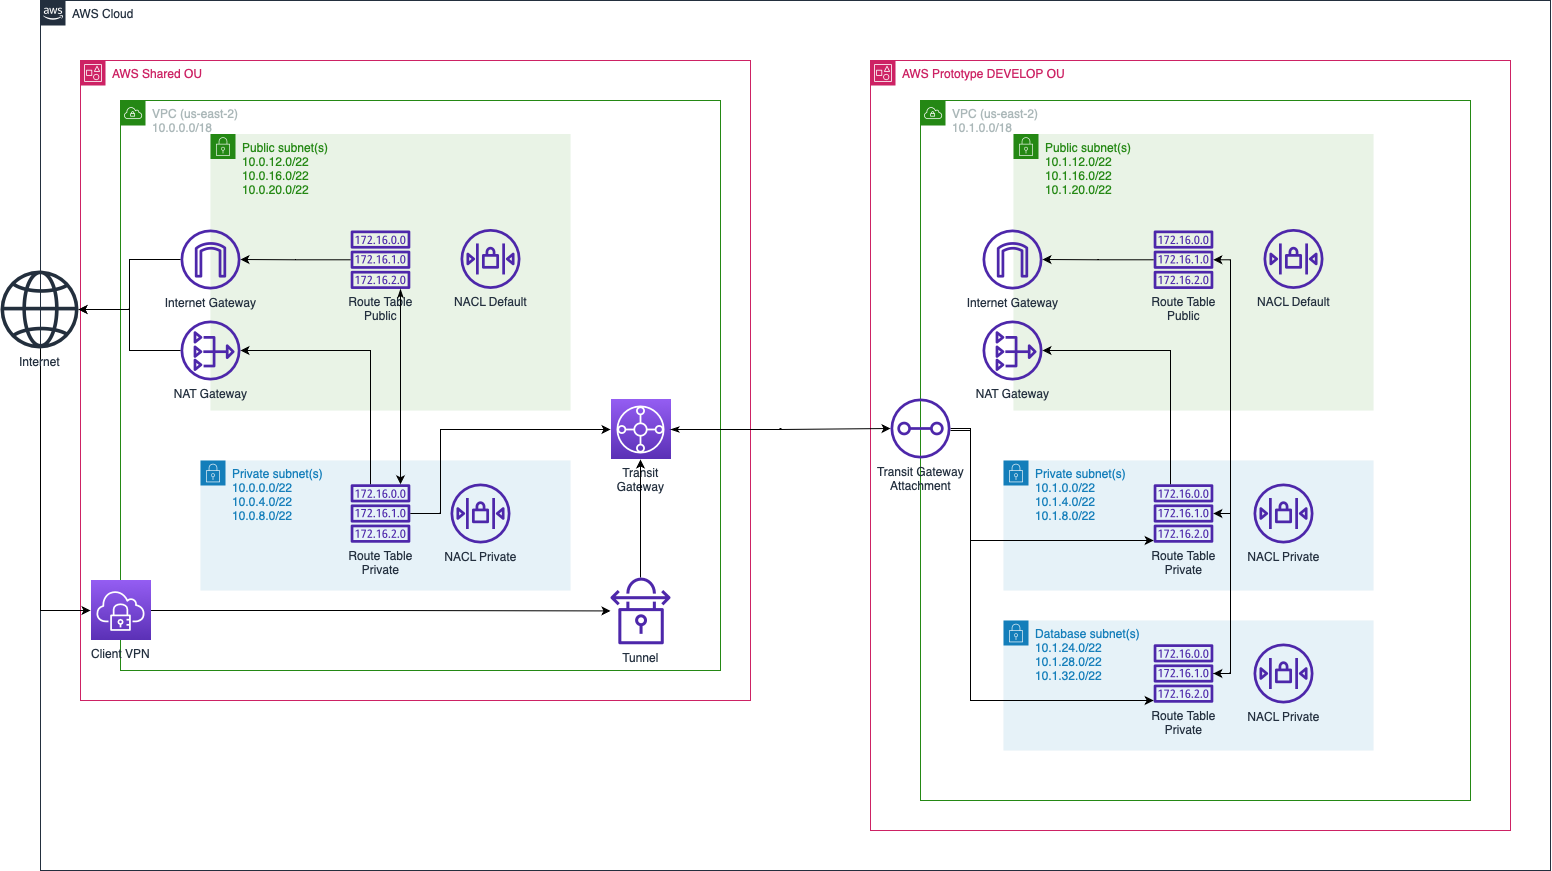 aws
AWS Cloud
AWS Shared OU
VPC (us-east-2)
10.0.0.0/18
Public subnet(s)
10.0.12.0/22
10.0.16.0/22
10.0.20.0/22
Internet Gateway
172.16.0.0
172.16.1.0
172.16.2.0
Route Table
Public
NACL Default
Internet
NAT Gateway
Private subnet(s)
10.0.0.0/22
10.0.4.0/22
10.0.8.0/22
172.16.0.0
172.16.1.0
172.16.2.0
Route Table
Private
NACL Private
Transit
Gateway
Client VPN
Tunnel
AWS Prototype DEVELOP OU
VPC (us-east-2)
10.1.0.0/18
Public subnet(s)
10.1.12.0/22
10.1.16.0/22
10.1.20.0/22
Internet Gateway
172.16.0.0
172.16.1.0
172.16.2.0
Route Table
Public
NACL Default
NAT Gateway
Transit Gateway
Attachment
Private subnet(s)
10.1.0.0/22
10.1.4.0/22
10.1.8.0/22
172.16.0.0
172.16.1.0
172.16.2.0
Route Table
Private
NACL Private
Database subnet(s)
10.1.24.0/22
10.1.28.0/22
10.1.32.0/22
172.16.0.0
172.16.1.0
172.16.2.0
Route Table
Private
NACL Private